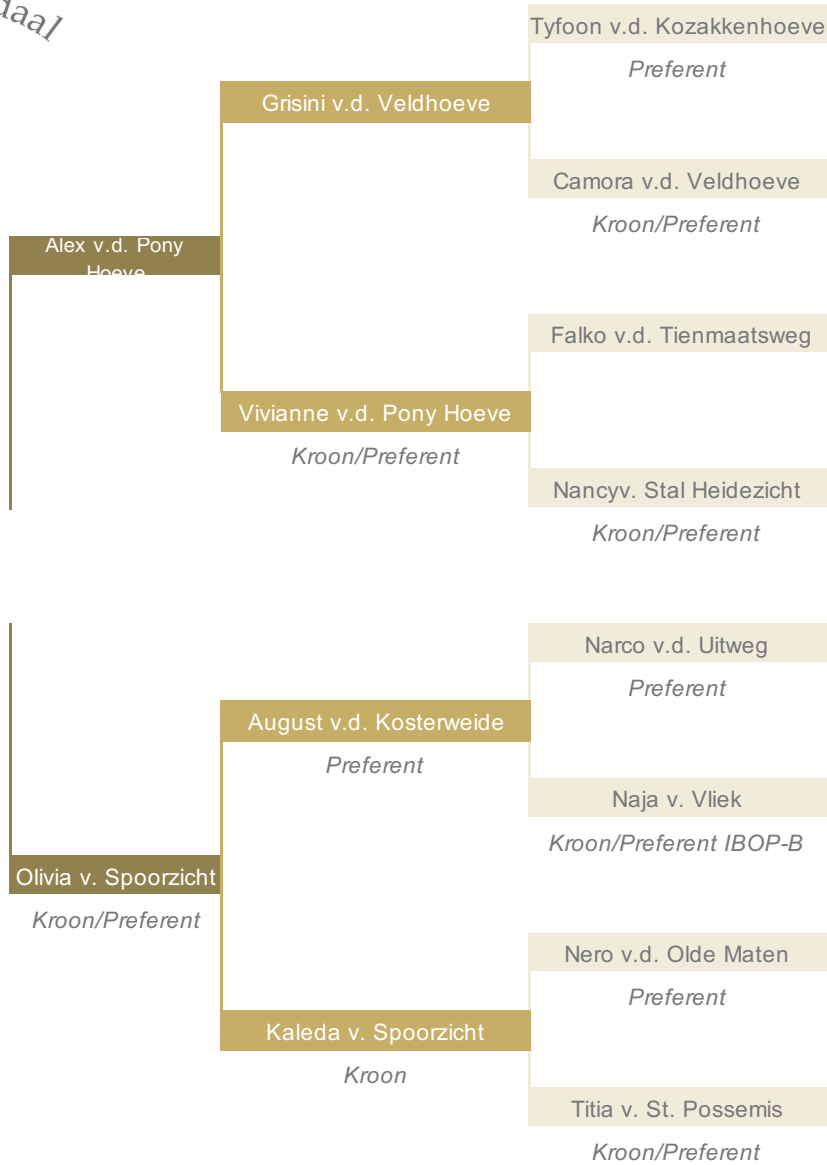 daal
Tyfoon v.d. Kozakkenhoeve
Preferent
Grisini v.d. Veldhoeve
Camora v.d. Veldhoeve
Kroon/Preferent
Alex v.d. Pony
Hoeve
Falko v.d. Tienmaatsweg
Vivianne v.d. Pony Hoeve
Kroon/Preferent
Nancyv. Stal Heidezicht
Kroon/Preferent
Narco v.d. Uitweg
Preferent
August v.d. Kosterweide
Preferent
Naja v. Vliek
Kroon/Preferent IBOP-B
Olivia v. Spoorzicht
Kroon/Preferent
Nero v.d. Olde Maten
Preferent
Kaleda v. Spoorzicht
Kroon
Titia v. St. Possemis
Kroon/Preferent